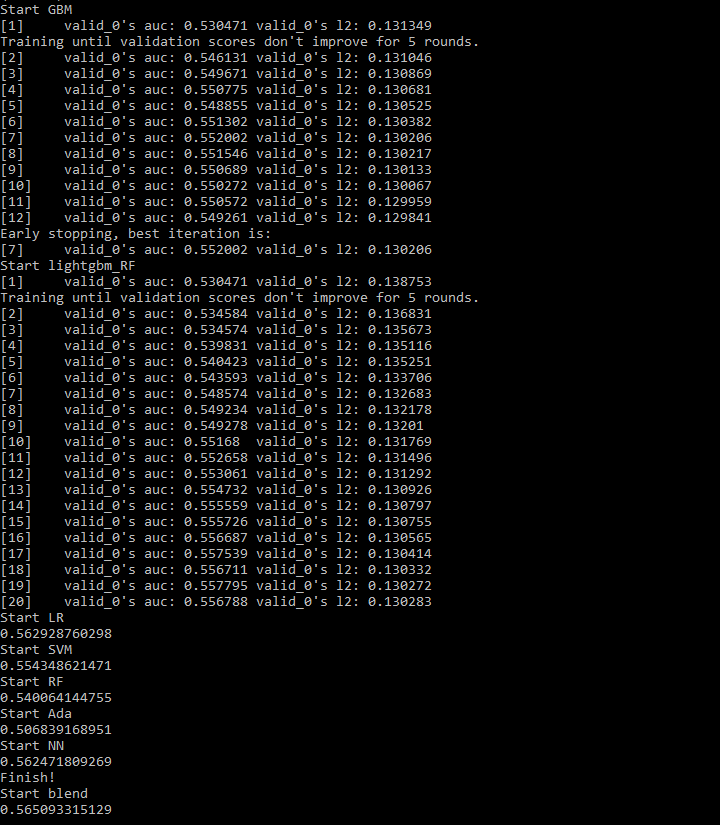 Start GBM
[1]     valid_0's auc: 0.530471 valid_0's l2: 0.131349
Training until validation scores don't improve for 5 rounds.
[2]     valid_0's auc: 0.546131 valid_0's l2: 0.131046
[3]     valid_0's auc: 0.549671 valid_0's l2: 0.130869
[4]     valid_0's auc: 0.550775 valid_0's l2: 0.130681
[5]     valid_0's auc: 0.548855 valid_0's l2: 0.130525
[6]     valid_0's auc: 0.551302 valid_0's l2: 0.130382
[7]     valid_0's auc: 0.552002 valid_0's l2: 0.130206
[8]     valid_0's auc: 0.551546 valid_0's l2: 0.130217
[9]     valid_0's auc: 0.550689 valid_0's l2: 0.130133
[10]    valid_0's auc: 0.550272 valid_0's l2: 0.130067
[11]    valid_0's auc: 0.550572 valid_0's l2: 0.129959
[12]    valid_0's auc: 0.549261 valid_0's l2: 0.129841
Early stopping, best iteration is:
[7]     valid_0's auc: 0.552002 valid_0's l2: 0.130206
Start lightgbm_RF
[1]     valid_0's auc: 0.530471 valid_0's l2: 0.138753
Training until validation scores don't improve for 5 rounds.
[2]     valid_0's auc: 0.534584 valid_0's l2: 0.136831
[3]     valid_0's auc: 0.534574 valid_0's l2: 0.135673
[4]     valid_0's auc: 0.539831 valid_0's l2: 0.135116
[5]     valid_0's auc: 0.540423 valid_0's l2: 0.135251
[6]     valid_0's auc: 0.543593 valid_0's l2: 0.133706
[7]     valid_0's auc: 0.548574 valid_0's l2: 0.132683
[8]     valid_0's auc: 0.549234 valid_0's l2: 0.132178
[9]     valid_0's auc: 0.549278 valid_0's l2: 0.13201
[10]    valid_0's auc: 0.55168  valid_0's l2: 0.131769
[11]    valid_0's auc: 0.552658 valid_0's l2: 0.131496
[12]    valid_0's auc: 0.553061 valid_0's l2: 0.131292
[13]    valid_0's auc: 0.554732 valid_0's l2: 0.130926
[14]    valid_0's auc: 0.555559 valid_0's l2: 0.130797
[15]    valid_0's auc: 0.555726 valid_0's l2: 0.130755
[16]    valid_0's auc: 0.556687 valid_0's l2: 0.130565
[17]    valid_0's auc: 0.557539 valid_0's l2: 0.130414
[18]    valid_0's auc: 0.556711 valid_0's l2: 0.130332
[19]    valid_0's auc: 0.557795 valid_0's l2: 0.130272
[20]    valid_0's auc: 0.556788 valid_0's l2: 0.130283
Start LR
0.562928760298
Start SVM
0.554348621471
Start RF
0.540064144755
Start Ada
0.506839168951
Start NN
0.562471809269
Finish!
Start blend
0.565093315129